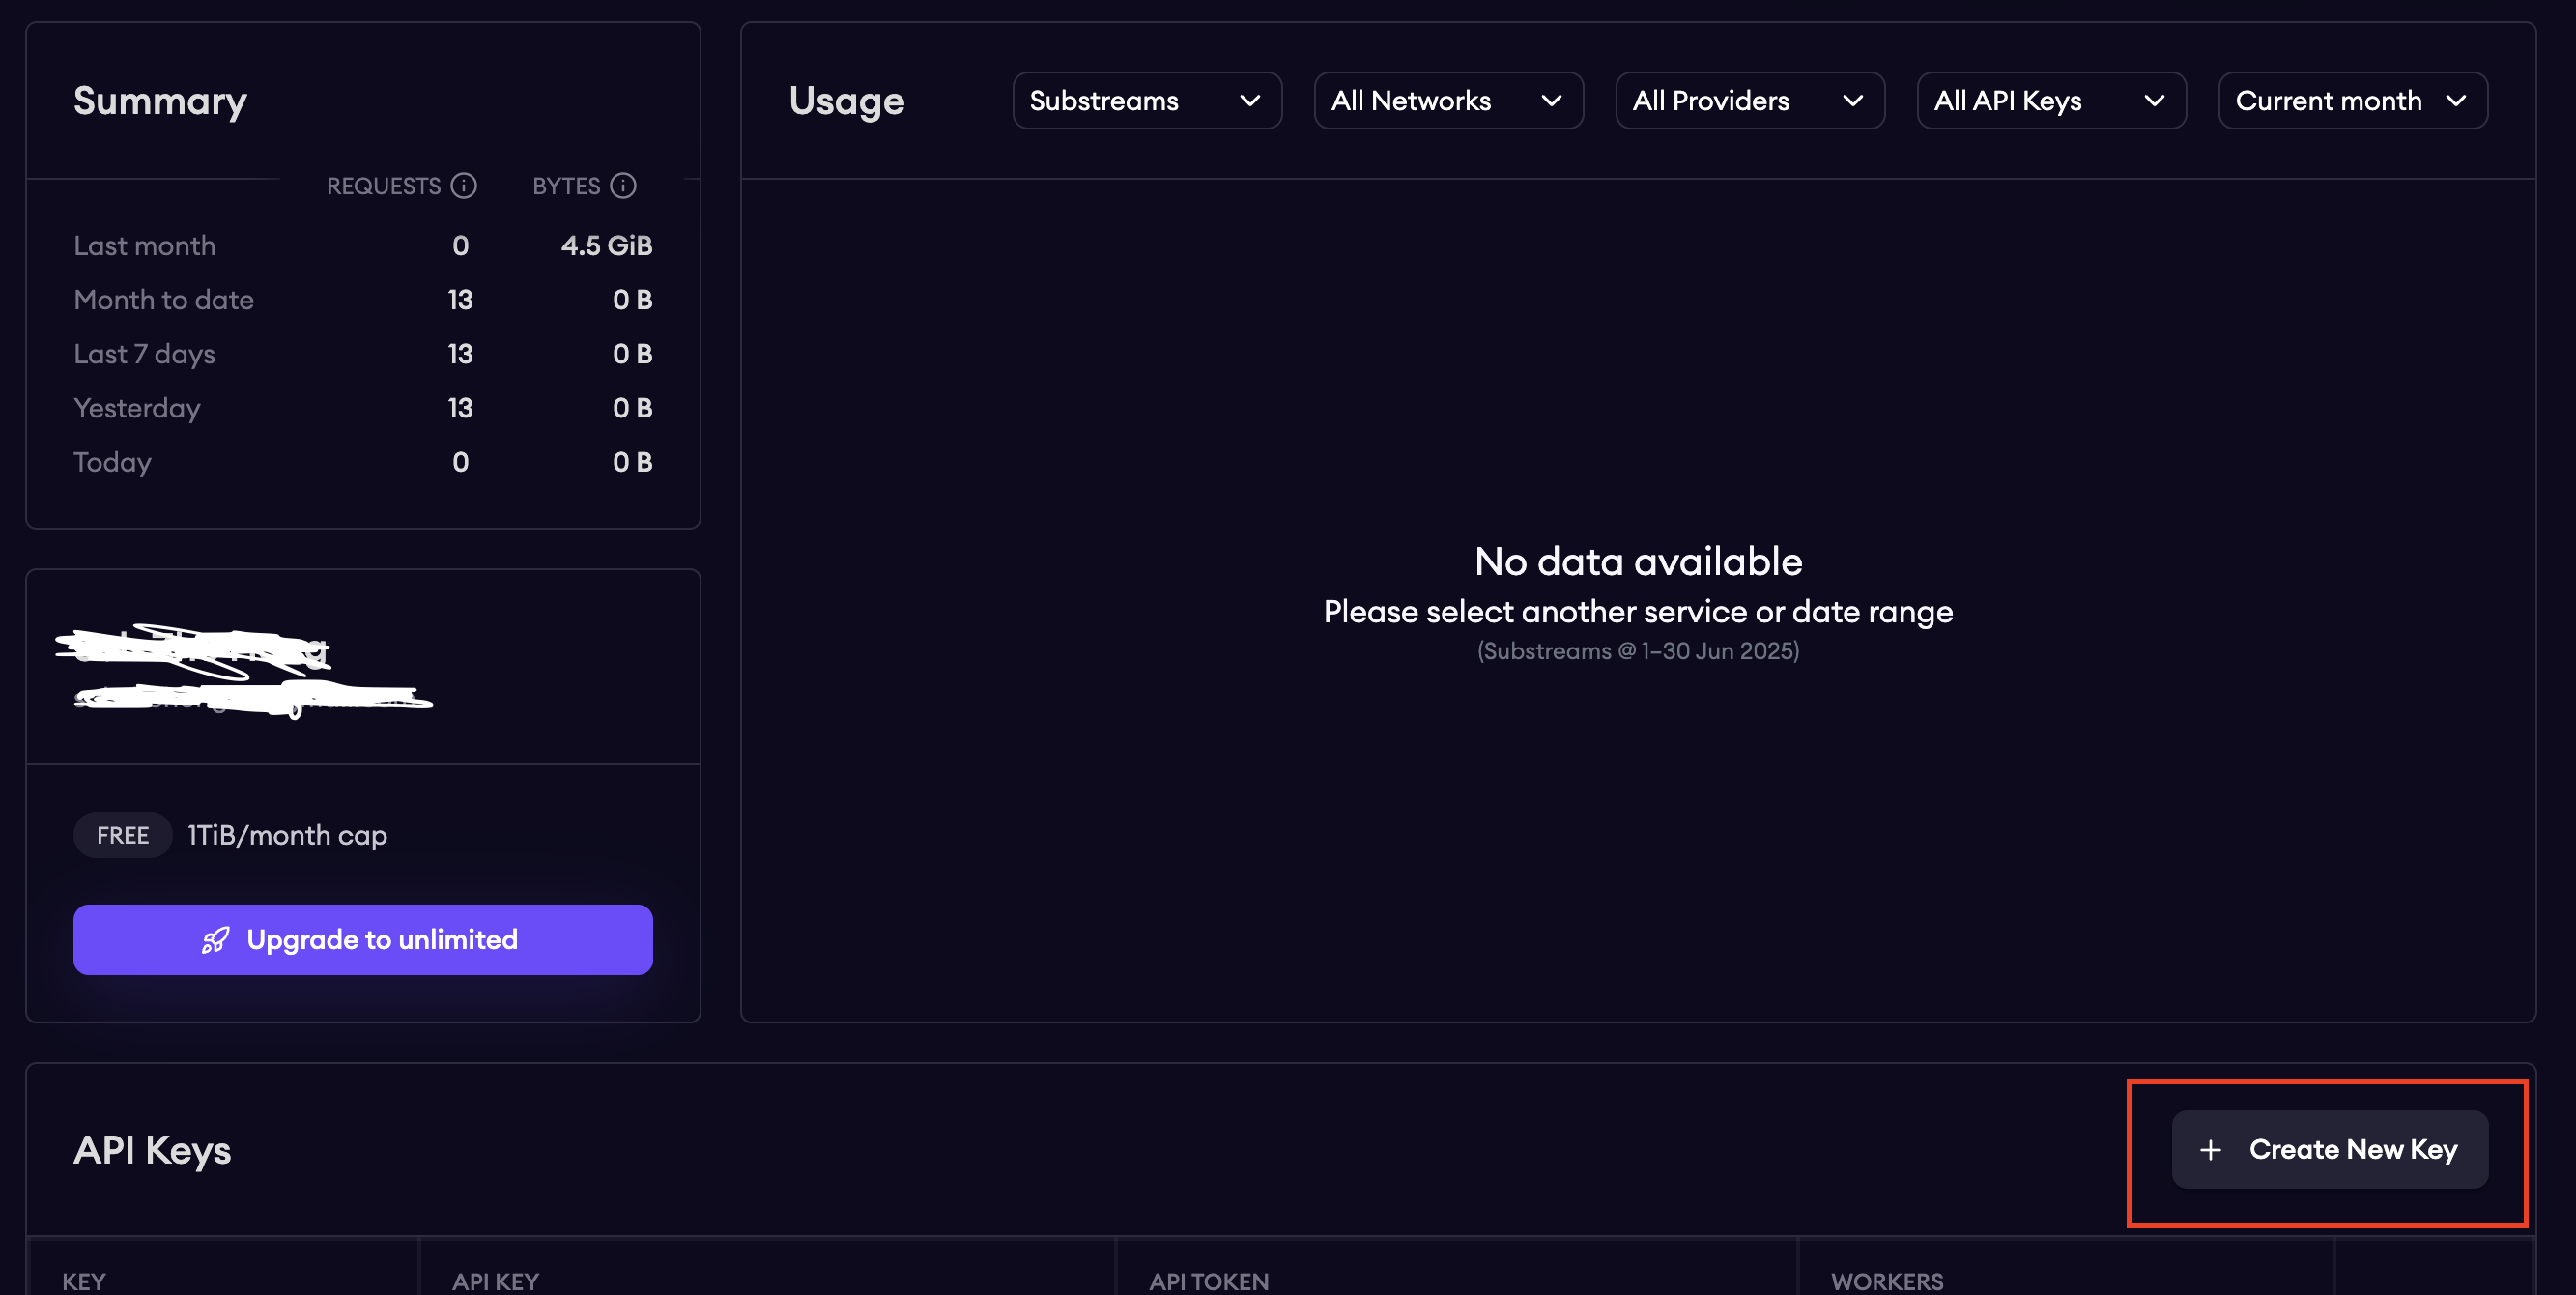 Summary
REQUESTS BYTES
Last month 0 4.5 GiB
Month to date 13 0 B
Last 7 days 13 0 B
Yesterday 13 0 B
Today 0 0 B
FREE 1TiB/month cap
Upgrade to unlimited
Usage Substreams All Networks All Providers All API Keys Current month
No data available
Please select another service or date range
(Substreams @ 1–30 Jun 2025)
API Keys + Create New Key
KEY API KEY API TOKEN WORKERS